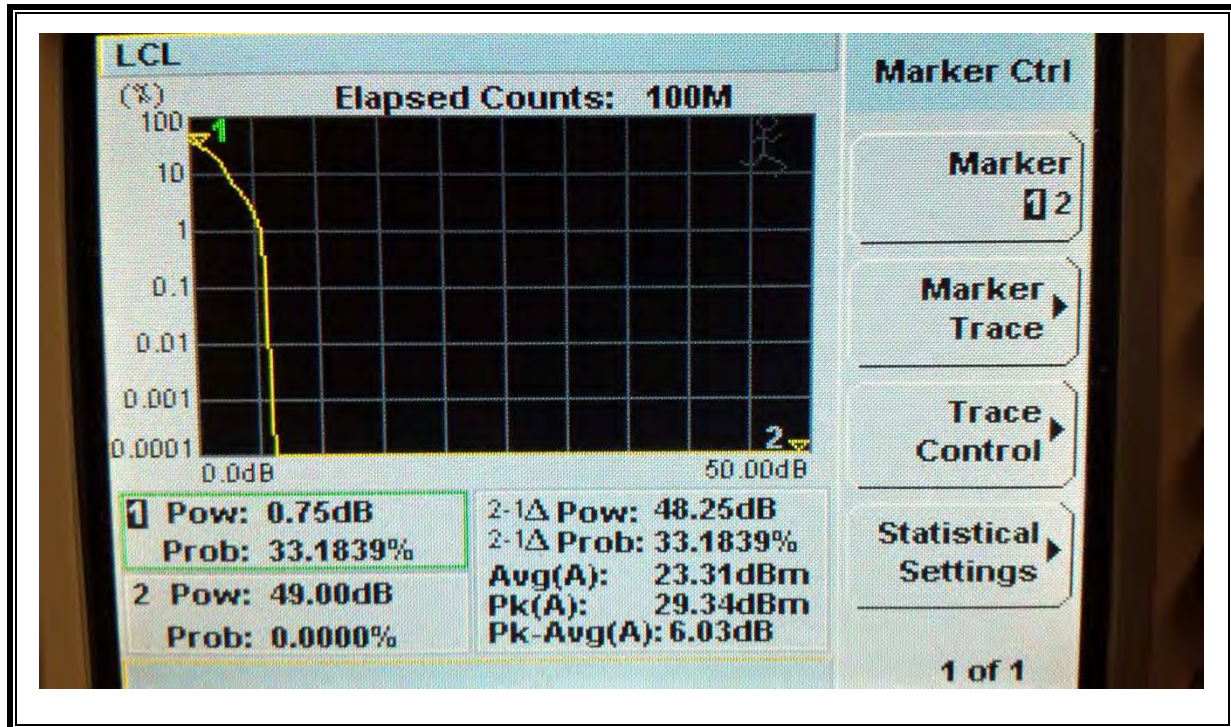 LCL
(%)
Elapsed Counts: 100M
100
1
10
1
0.1
0.01
0.001
0.0001
2
0.0dB
50.00dB
1 Pow: 0.75dB
Prob: 33.1839%
2 Pow: 49.00dB
Prob: 0.0000%
2-1Δ Pow: 48.25dB
2-1Δ Prob: 33.1839%
Avg(A): 23.31dBm
Pk(A): 29.34dBm
Pk-Avg(A): 6.03dB
Marker Ctrl
Marker
1 2
Marker
Trace
Trace
Control
Statistical
Settings
1 of 1